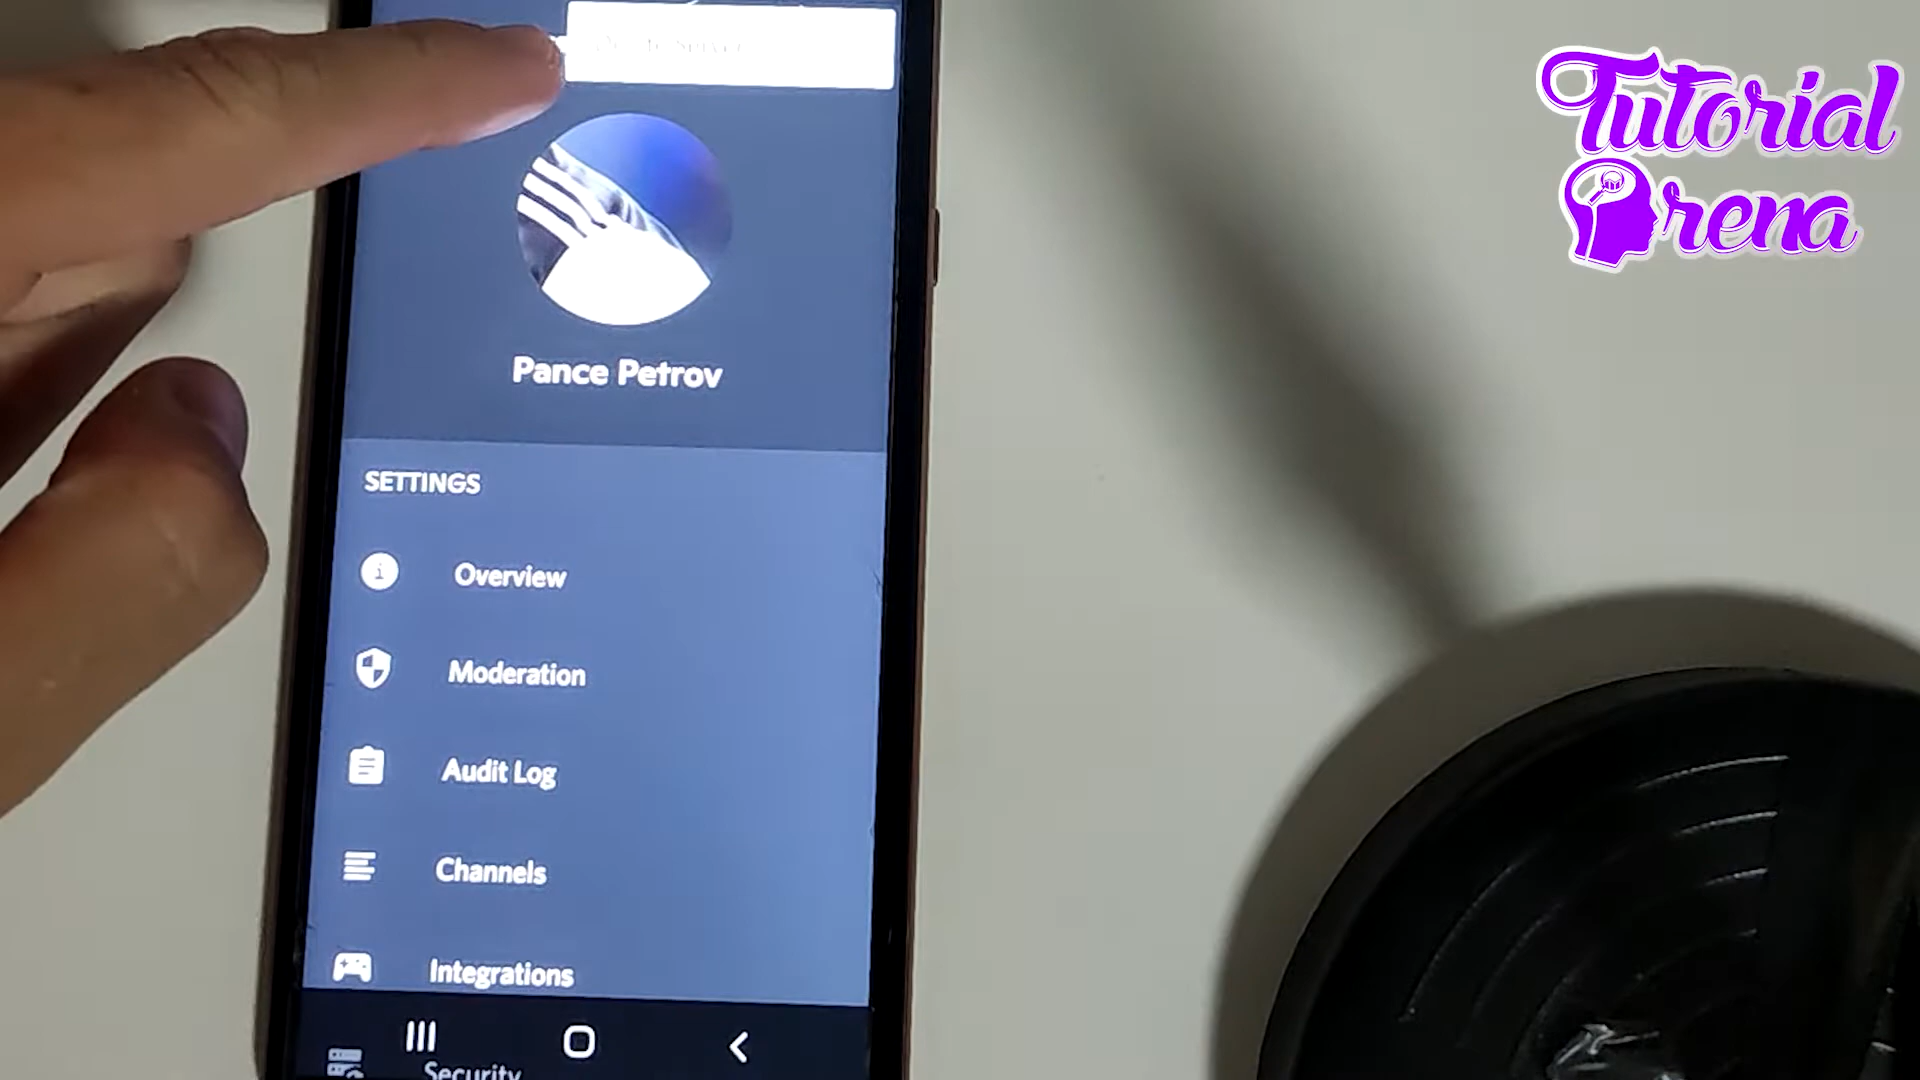 Tutorial
Arena
Pance Petrov
SETTINGS
Overview
Moderation
Audit Log
Channels
Integrations
Security